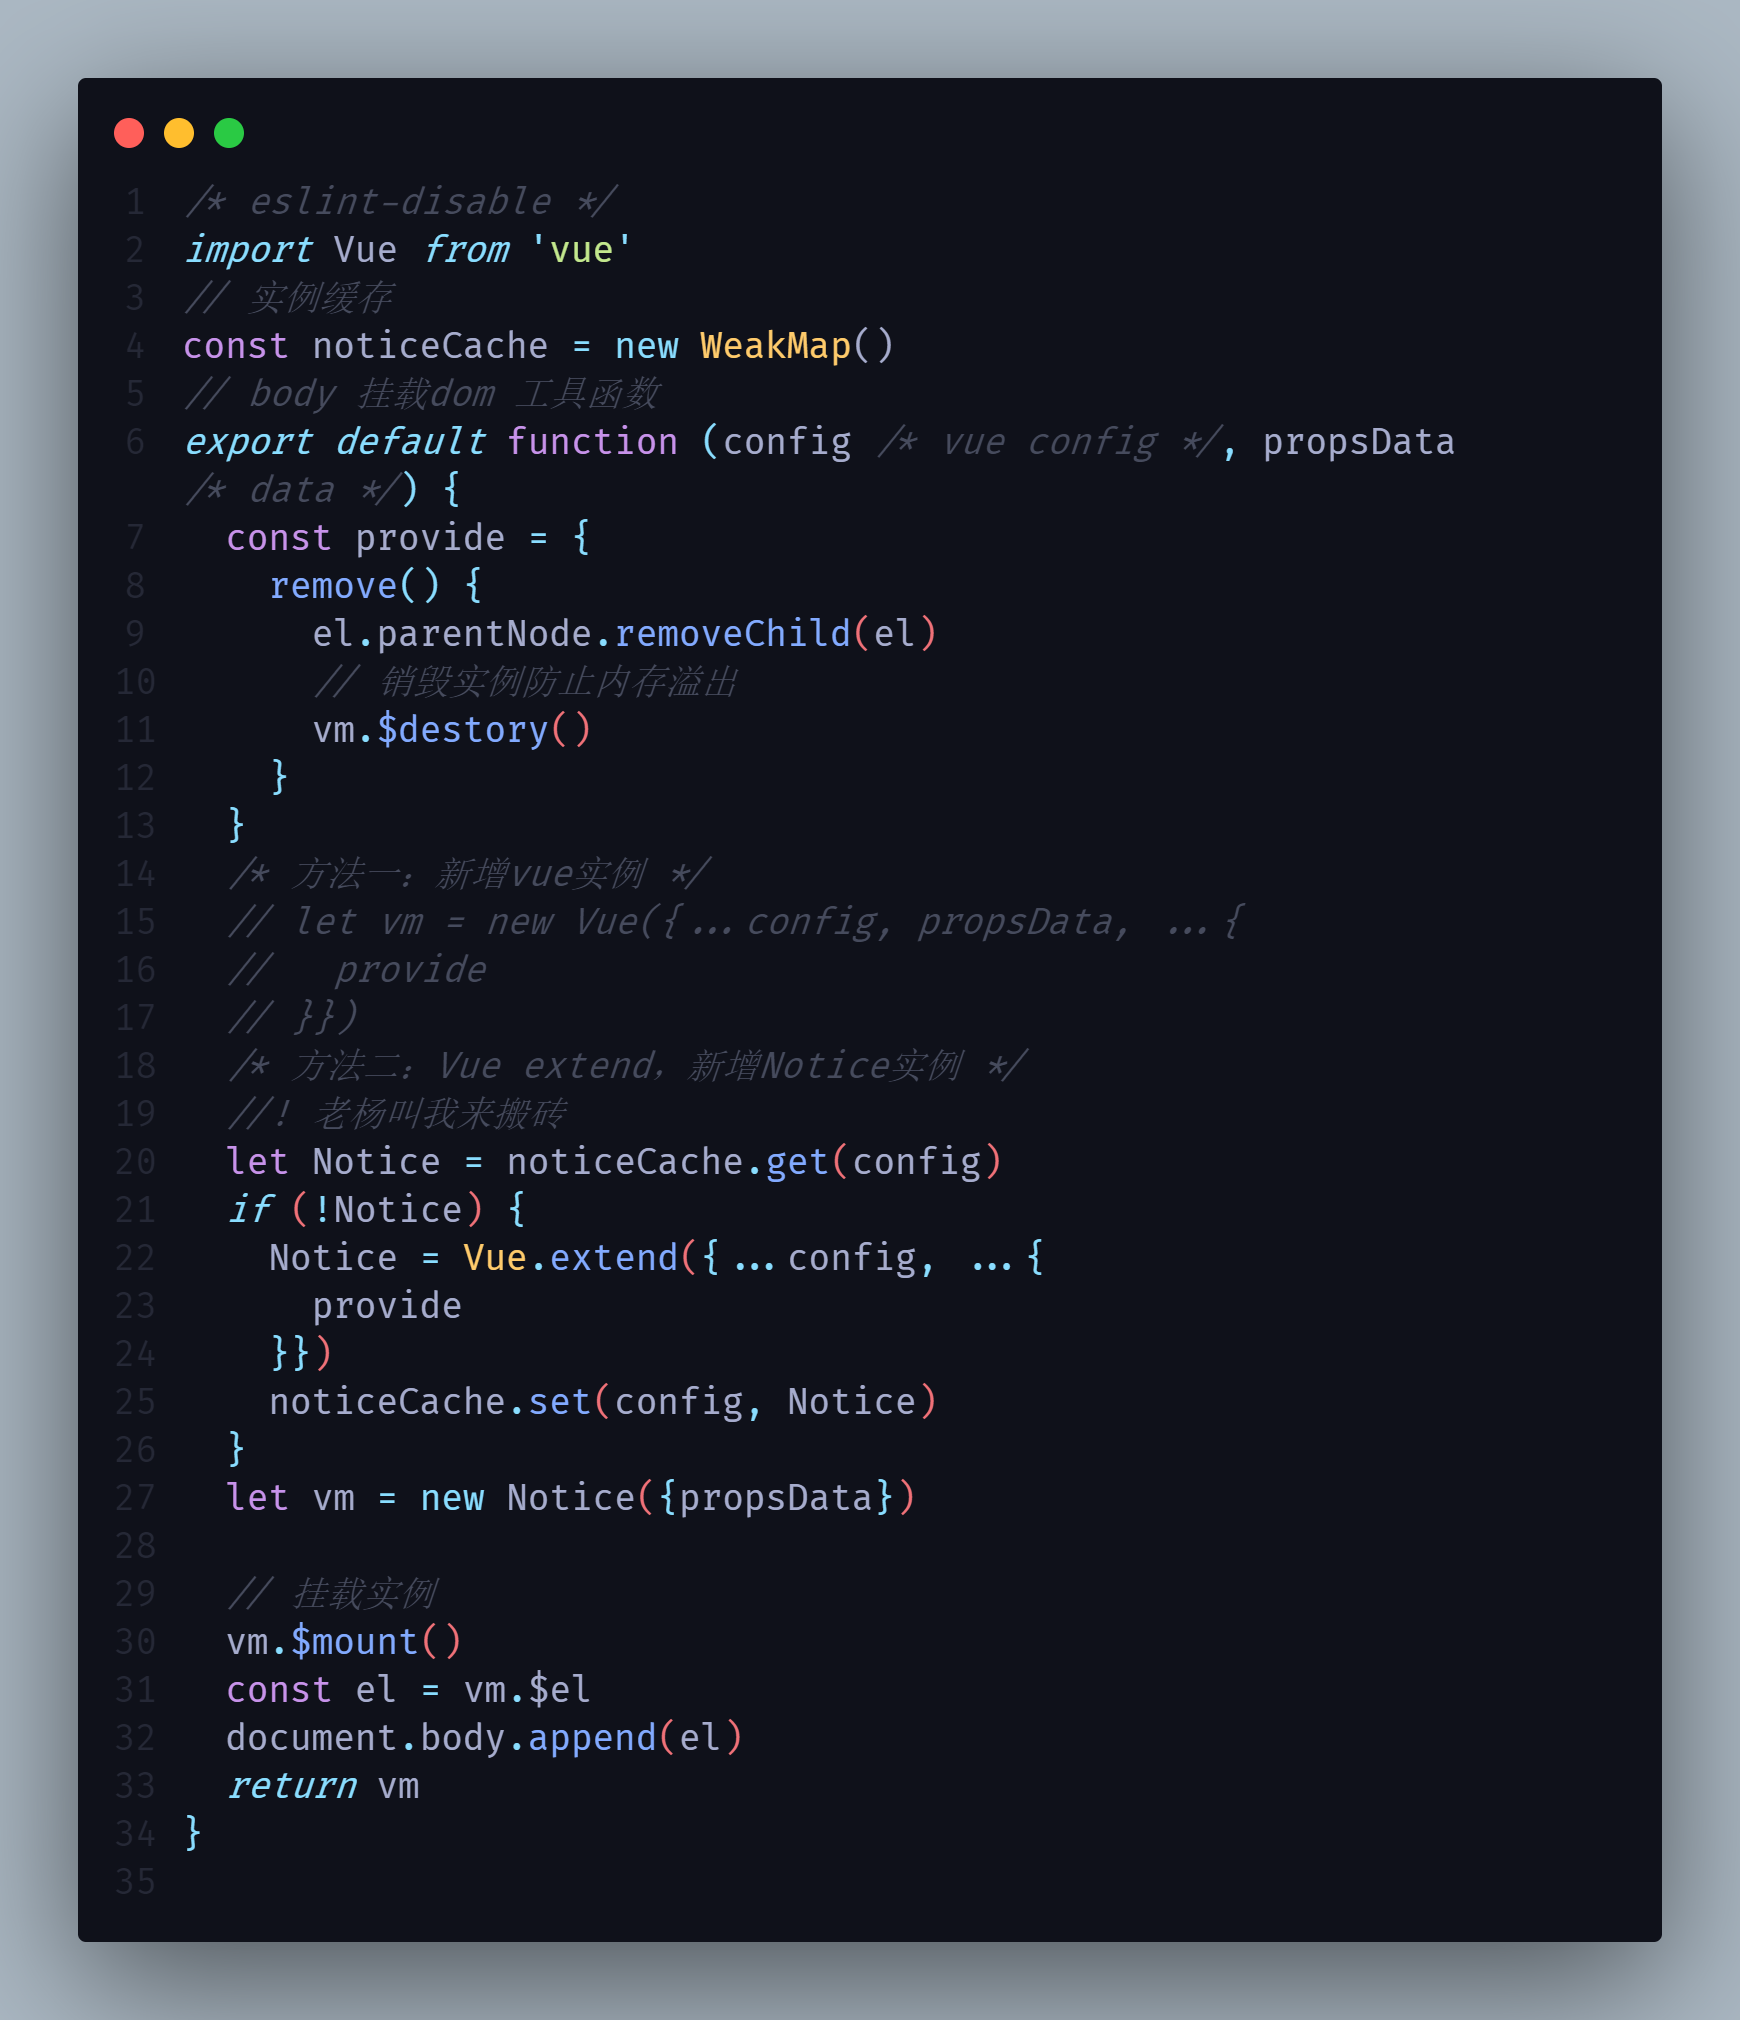 1 /* eslint-disable */
2 import Vue from 'vue'
3 // 实例缓存
4 const noticeCache = new WeakMap()
5 // body 挂载dom 工具函数
6 export default function (config /* vue config */, propsData
/* data */) {
7   const provide = {
8     remove() {
9       el.parentNode.removeChild(el)
10       // 销毁实例防止内存溢出
11       vm.$destory()
12     }
13   }
14   /* 方法一：新增vue实例 */
15   // let vm = new Vue({...config, propsData, ...{
16   //   provide
17   // }})
18   /* 方法二：Vue extend，新增Notice实例 */
19   //! 老杨叫我来搬砖
20   let Notice = noticeCache.get(config)
21   if (!Notice) {
22     Notice = Vue.extend({...config, ...{
23       provide
24     }})
25     noticeCache.set(config, Notice)
26   }
27   let vm = new Notice({propsData})
28
29   // 挂载实例
30   vm.$mount()
31   const el = vm.$el
32   document.body.append(el)
33   return vm
34 }
35